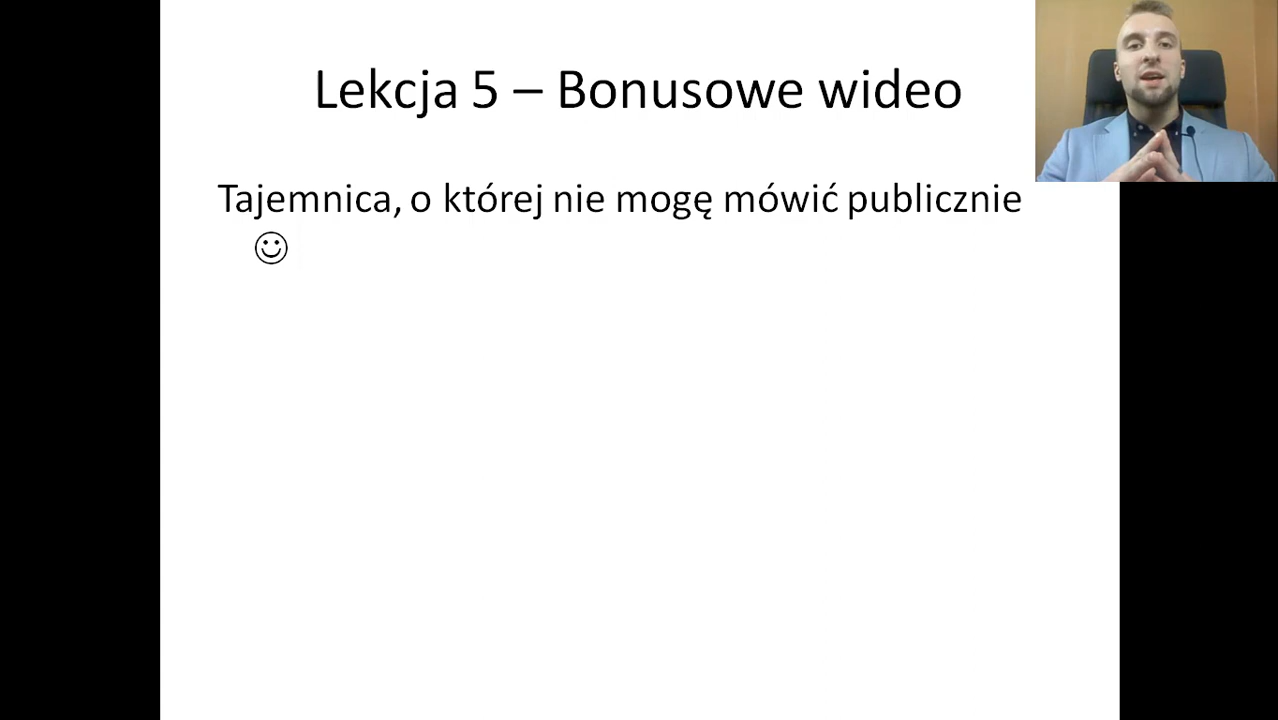 Lekcja 5 – Bonusowe wideo
Tajemnica, o której nie mogę mówić publicznie
☺